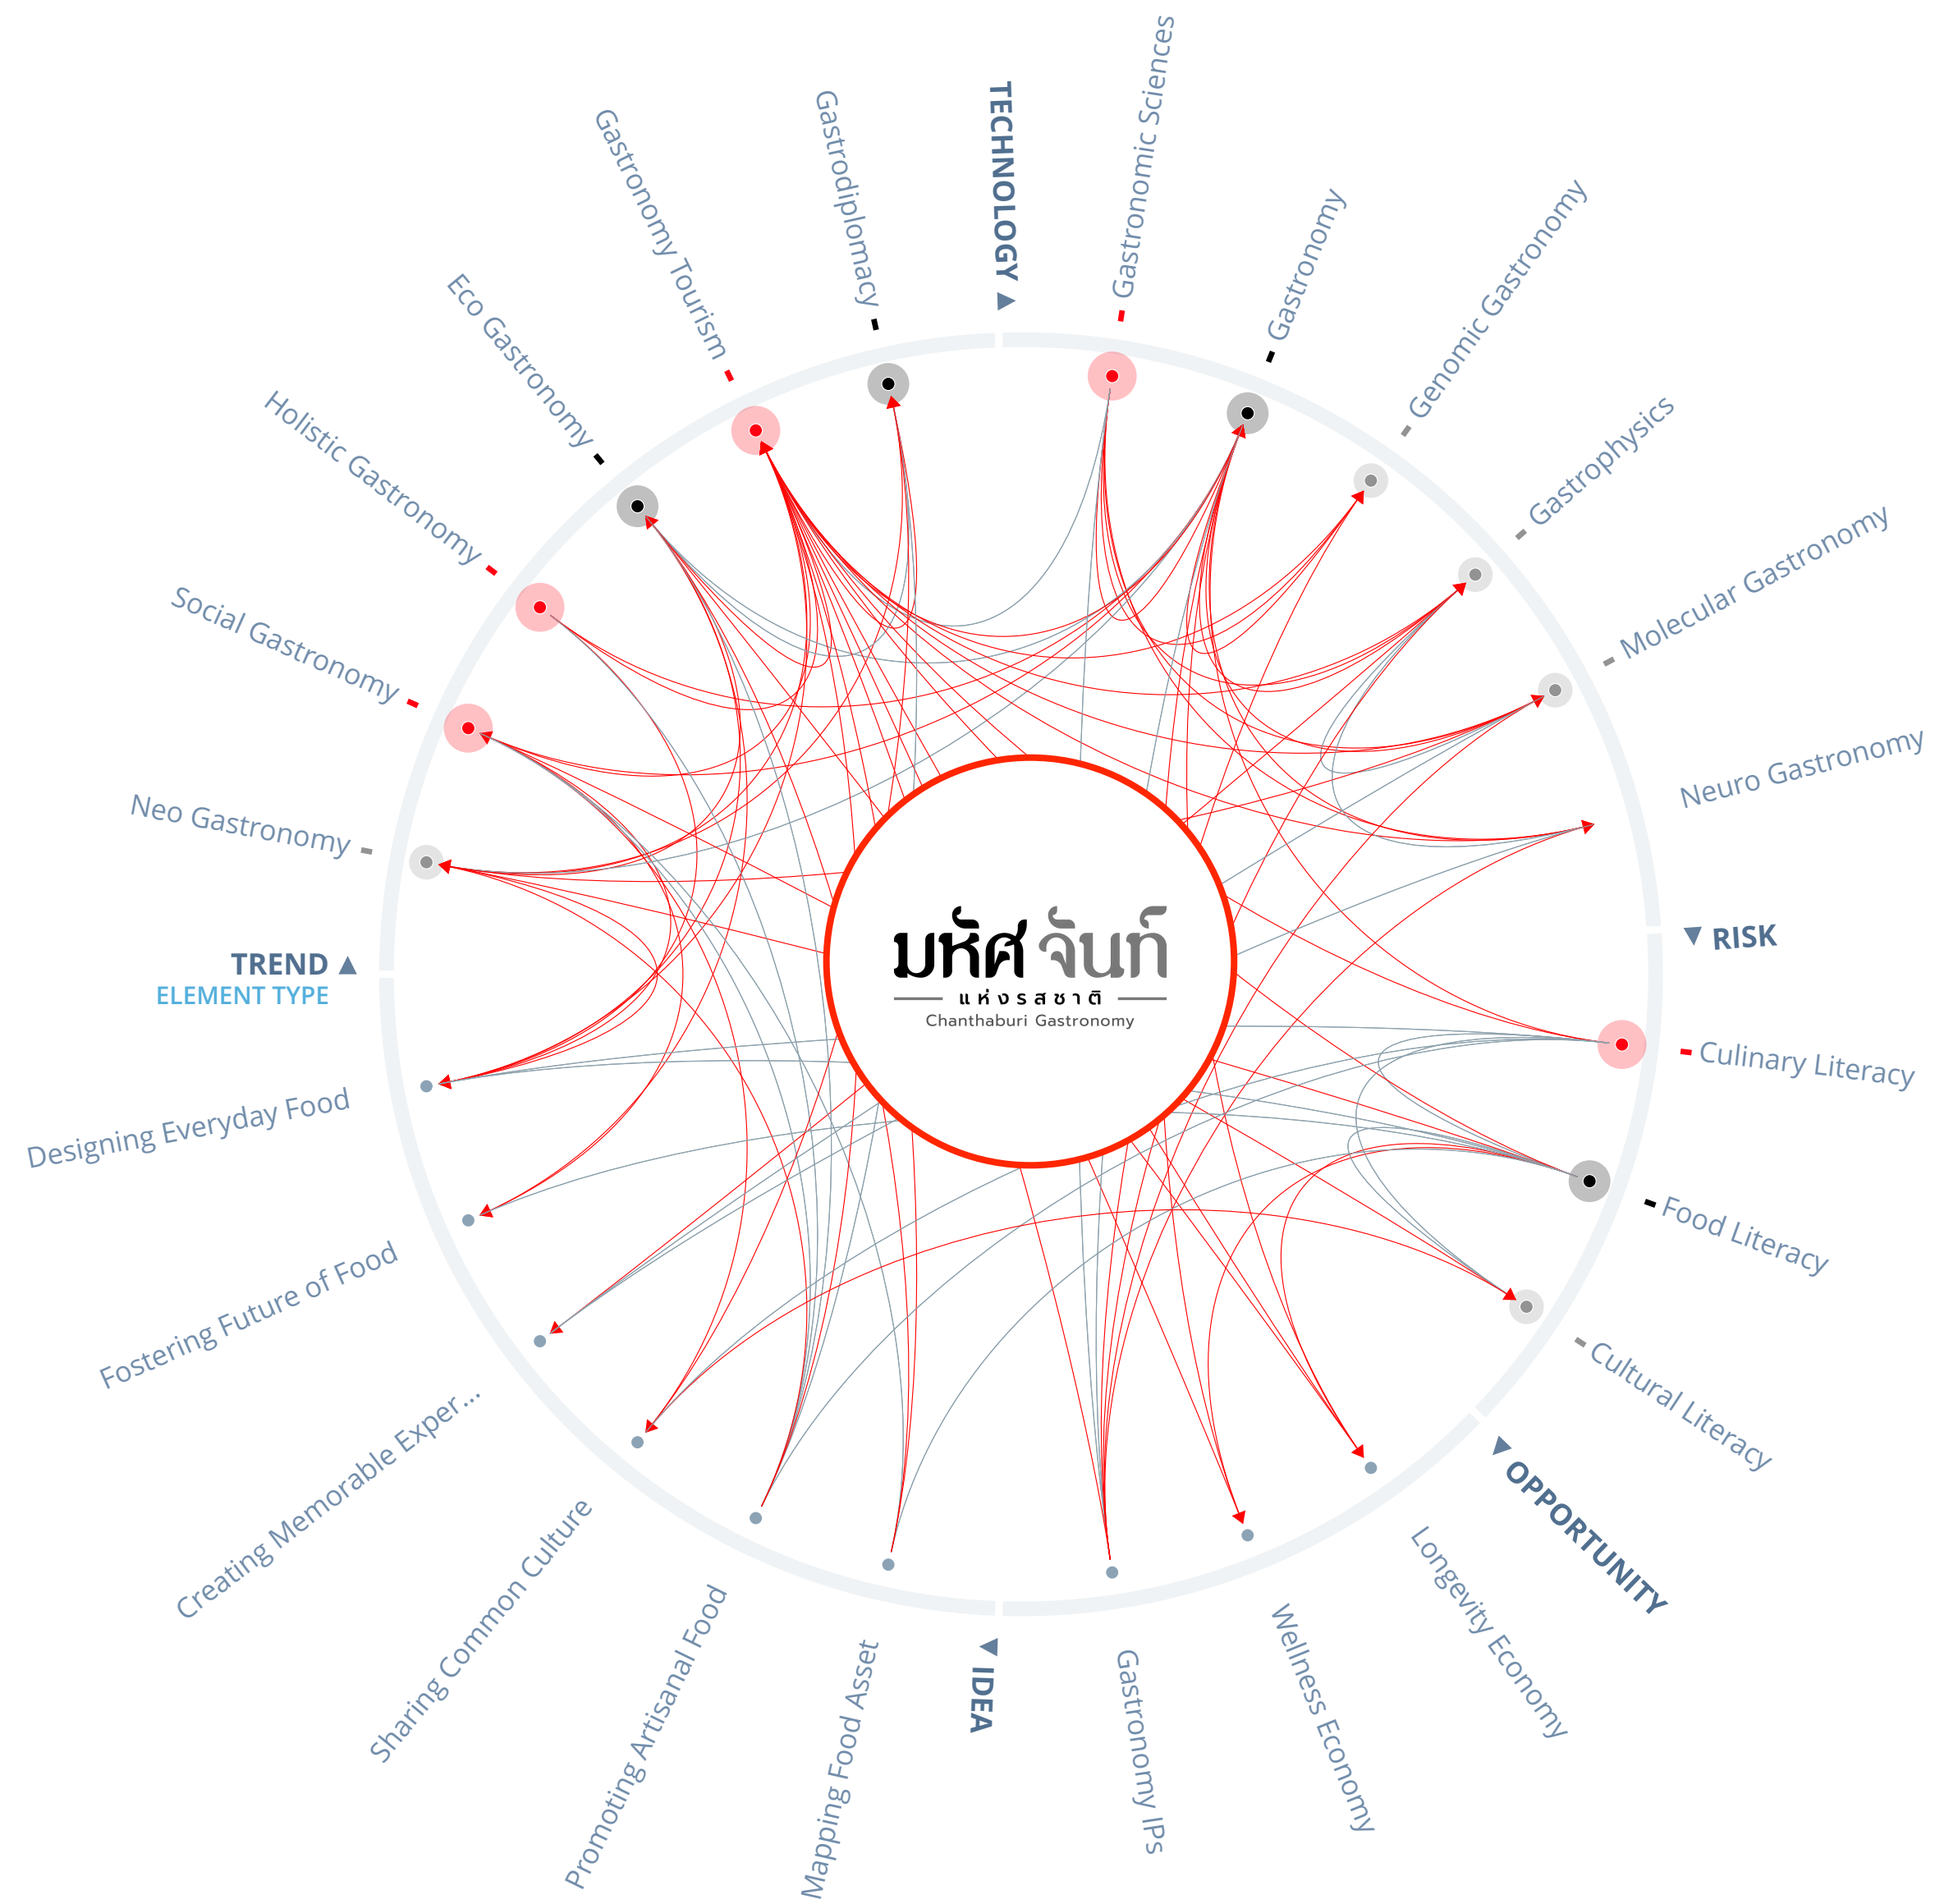 TECHNOLOGY ▲
Gastronomic Sciences
Gastronomy
Genomic Gastronomy
Gastrophysics
Molecular Gastronomy
Neuro Gastronomy
▼ RISK
Culinary Literacy
Food Literacy
Cultural Literacy
▼ OPPORTUNITY
Longevity Economy
Wellness Economy
Gastronomy IPs
▼ IDEA
Mapping Food Asset
Promoting Artisanal Food
Sharing Common Culture
Creating Memorable Exper...
Fostering Future of Food
Designing Everyday Food
TREND ▲
ELEMENT TYPE
Neo Gastronomy
Social Gastronomy
Holistic Gastronomy
Eco Gastronomy
Gastronomy Tourism
Gastrodiplomacy
มหัศจันท์
แห่งรสชาติ
Chanthaburi Gastronomy